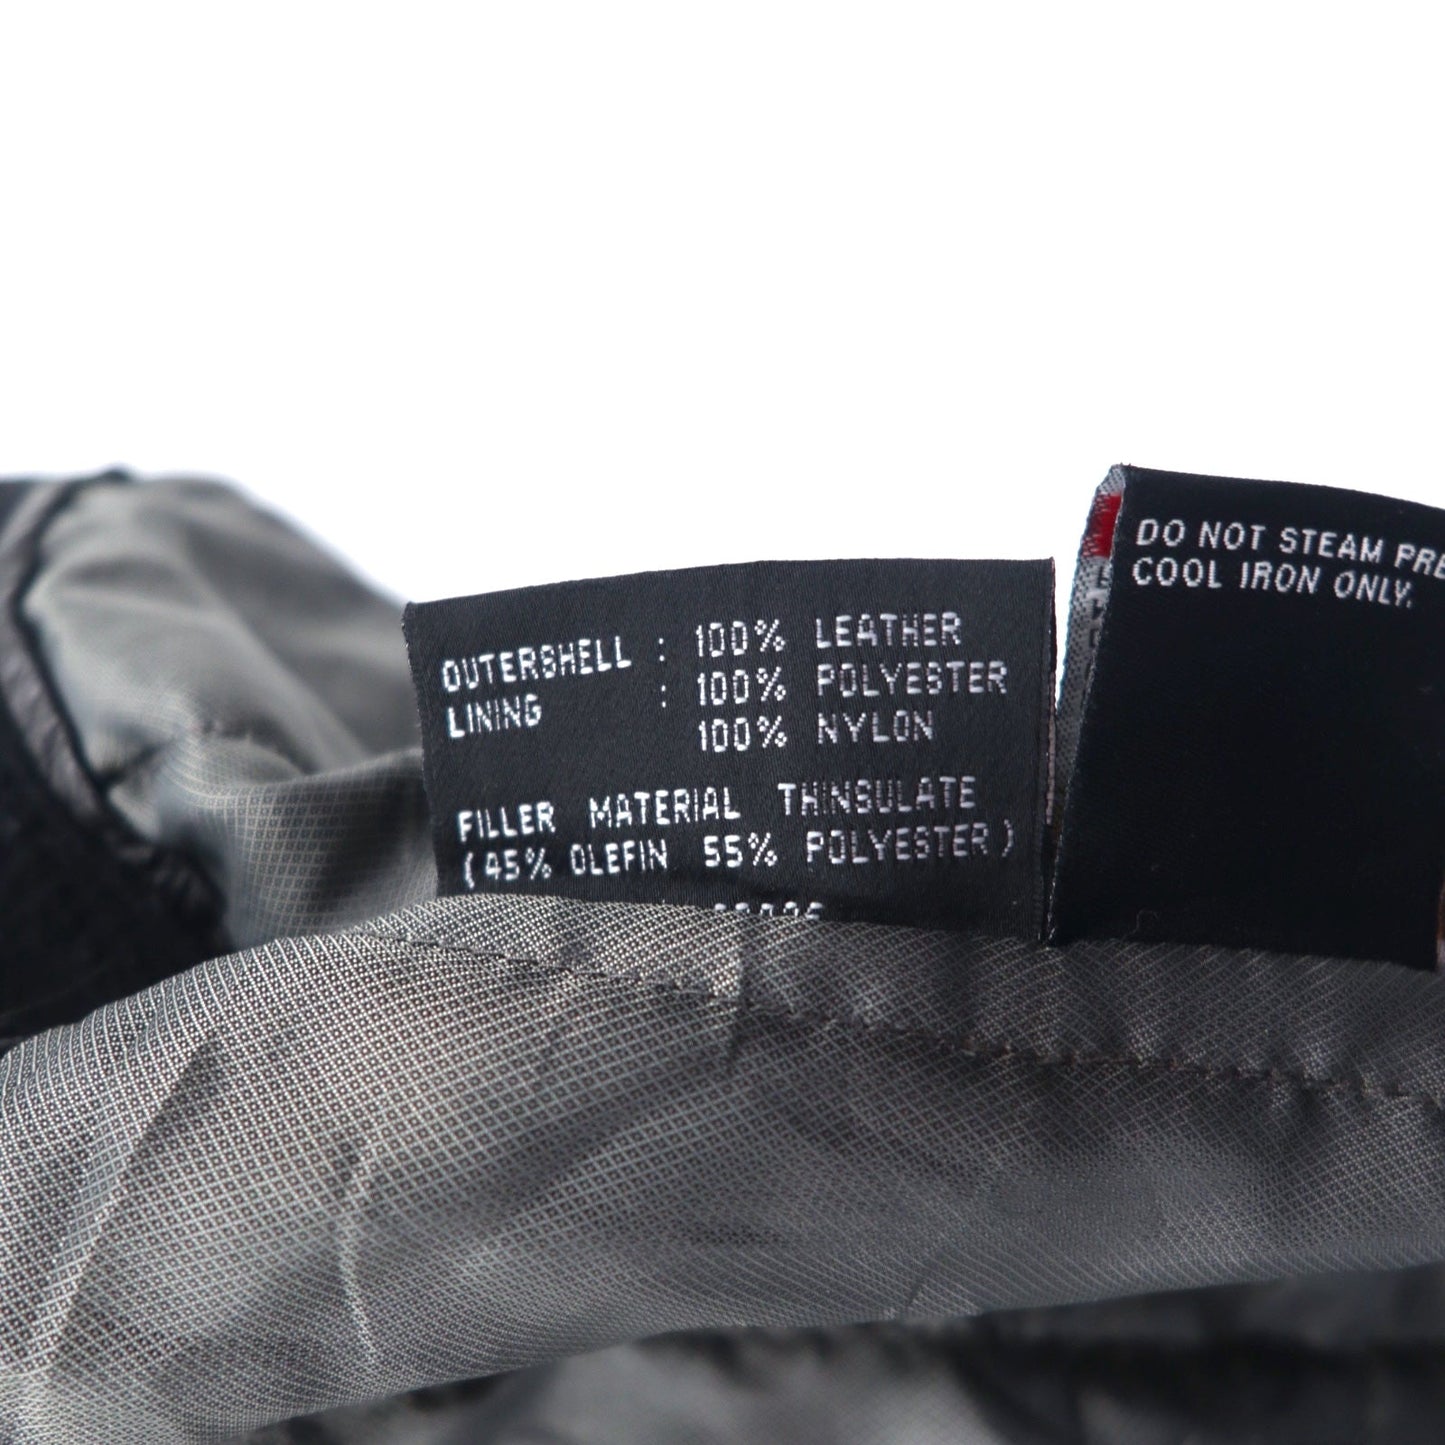 OUTERSHELL : 100% LEATHER
LINING : 100% POLYESTER
100% NYLON
FILLER MATERIAL THINSULATE
(45% OLEFIN 55% POLYESTER)
DO NOT STEAM PRE
COOL IRON ONLY.